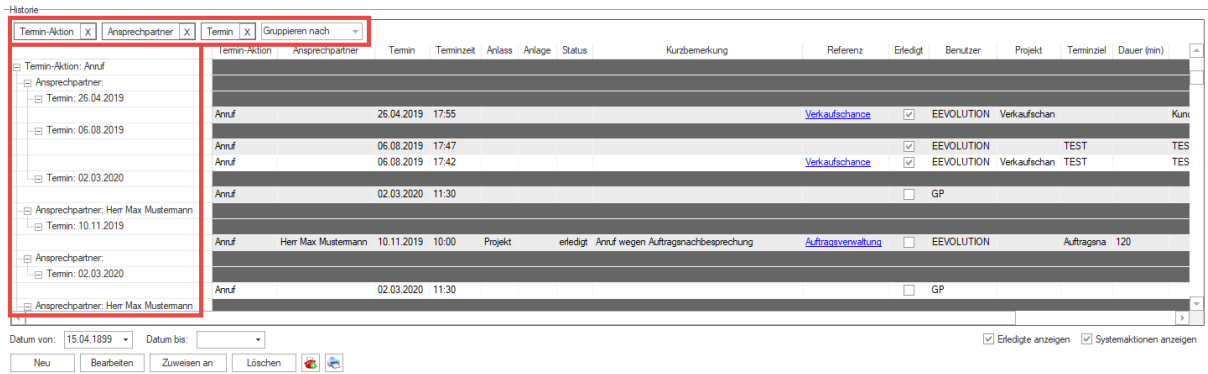 Historie
Termin-Aktion X Ansprechpartner X Termin X Gruppieren nach
Termin-Aktion Ansprechpartner Termin Terminzeit Anlass Anlage Status Kurzbemerkung Referenz Erledigt Benutzer Projekt Terminziel Dauer (min)
Termin-Aktion: Anruf
Ansprechpartner:
Termin: 26.04.2019
Anruf 26.04.2019 17:55 Verkaufschance EEVOLUTION Verkaufschan Kund
Termin: 06.08.2019
Anruf 06.08.2019 17:47 EEVOLUTION TEST TES
Anruf 06.08.2019 17:42 Verkaufschance EEVOLUTION Verkaufschan TEST TES
Termin: 02.03.2020
Anruf 02.03.2020 11:30 GP
Ansprechpartner: Herr Max Mustermann
Termin: 10.11.2019
Anruf Herr Max Mustermann 10.11.2019 10:00 Projekt erledigt Anruf wegen Auftragsnachbesprechung Auftragsverwaltung EEVOLUTION Auftragsna 120
Ansprechpartner:
Termin: 02.03.2020
Anruf 02.03.2020 11:30 GP
Ansprechpartner: Herr Max Mustermann
Datum von: 15.04.1899 Datum bis: Erledigte anzeigen Systemaktionen anzeigen
Neu Bearbeiten Zuweisen an Löschen